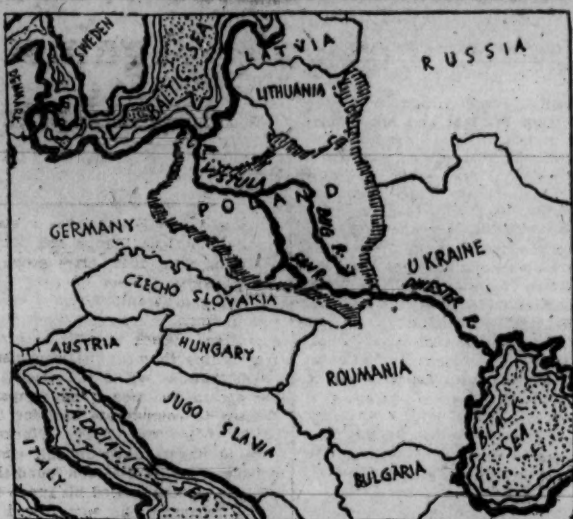 SWEDEN
DENMARK
BALTIC SEA
LATVIA
RUSSIA
LITHUANIA
VISTULA
POLAND
BUG R.
SAN R.
GERMANY
UKRAINE
DNIESTER R.
CZECHO SLOVAKIA
AUSTRIA
HUNGARY
ROUMANIA
JUGO SLAVIA
BLACK SEA
ADRIATIC SEA
ITALY
BULGARIA